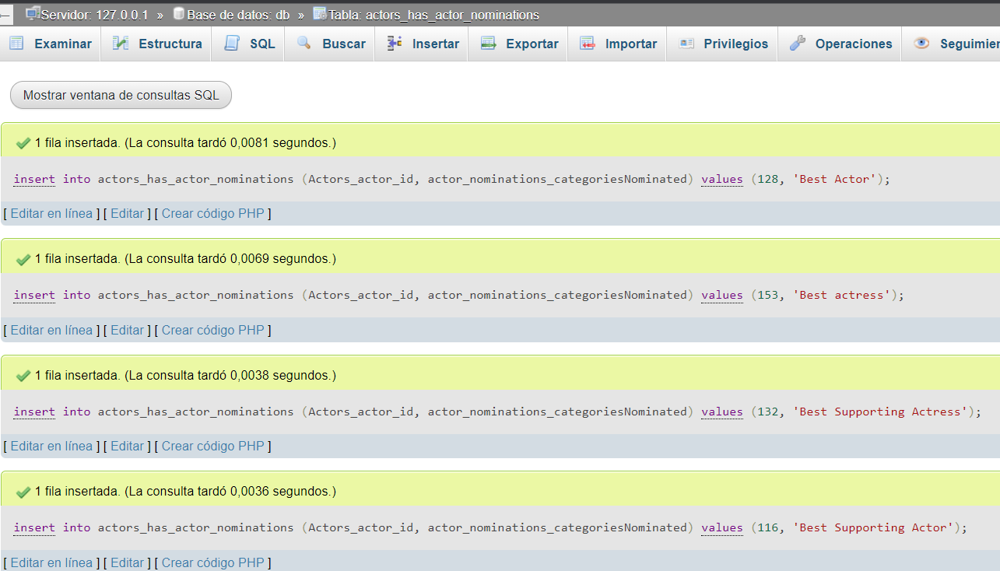 Servidor: 127.0.0.1 » Base de datos: db » Tabla: actors_has_actor_nominations
Examinar Estructura SQL Buscar Insertar Exportar Importar Privilegios Operaciones Seguimier
Mostrar ventana de consultas SQL
1 fila insertada. (La consulta tardó 0,0081 segundos.)
insert into actors_has_actor_nominations (Actors_actor_id, actor_nominations_categoriesNominated) values (128, 'Best Actor');
[ Editar en línea ] [ Editar ] [ Crear código PHP ]
1 fila insertada. (La consulta tardó 0,0069 segundos.)
insert into actors_has_actor_nominations (Actors_actor_id, actor_nominations_categoriesNominated) values (153, 'Best actress');
[ Editar en línea ] [ Editar ] [ Crear código PHP ]
1 fila insertada. (La consulta tardó 0,0038 segundos.)
insert into actors_has_actor_nominations (Actors_actor_id, actor_nominations_categoriesNominated) values (132, 'Best Supporting Actress');
[ Editar en línea ] [ Editar ] [ Crear código PHP ]
1 fila insertada. (La consulta tardó 0,0036 segundos.)
insert into actors_has_actor_nominations (Actors_actor_id, actor_nominations_categoriesNominated) values (116, 'Best Supporting Actor');
[ Editar en línea ] [ Editar ] [ Crear código PHP ]